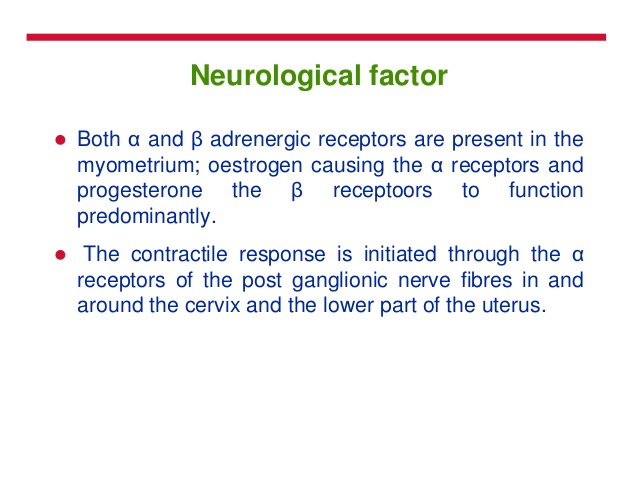 Neurological factor
● Both α and β adrenergic receptors are present in the
myometrium; oestrogen causing the α receptors and
progesterone the β receptoors to function
predominantly.
● The contractile response is initiated through the α
receptors of the post ganglionic nerve fibres in and
around the cervix and the lower part of the uterus.